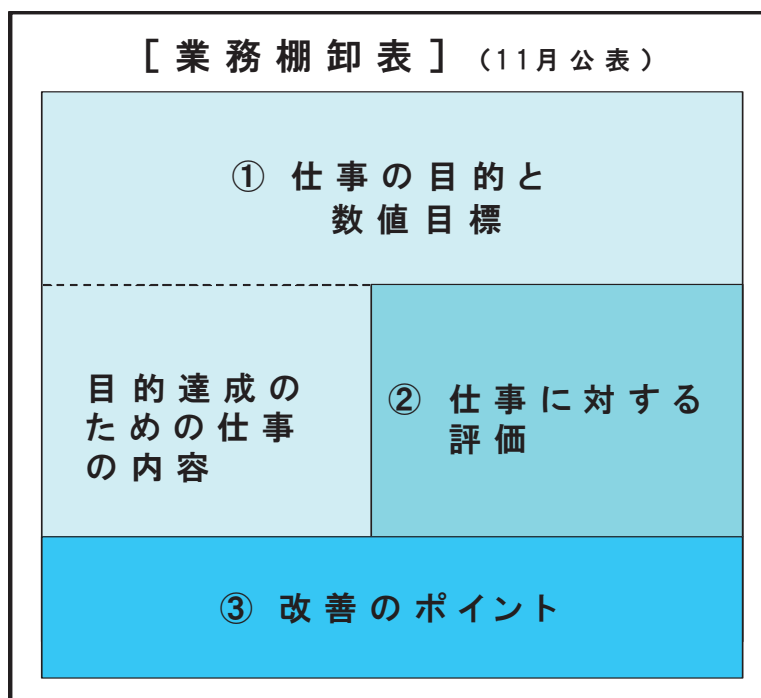 [業務棚卸表](11月公表)
① 仕事の目的と
数値目標
目的達成の
ための仕事
の内容
② 仕事に対する
評価
③ 改善のポイント